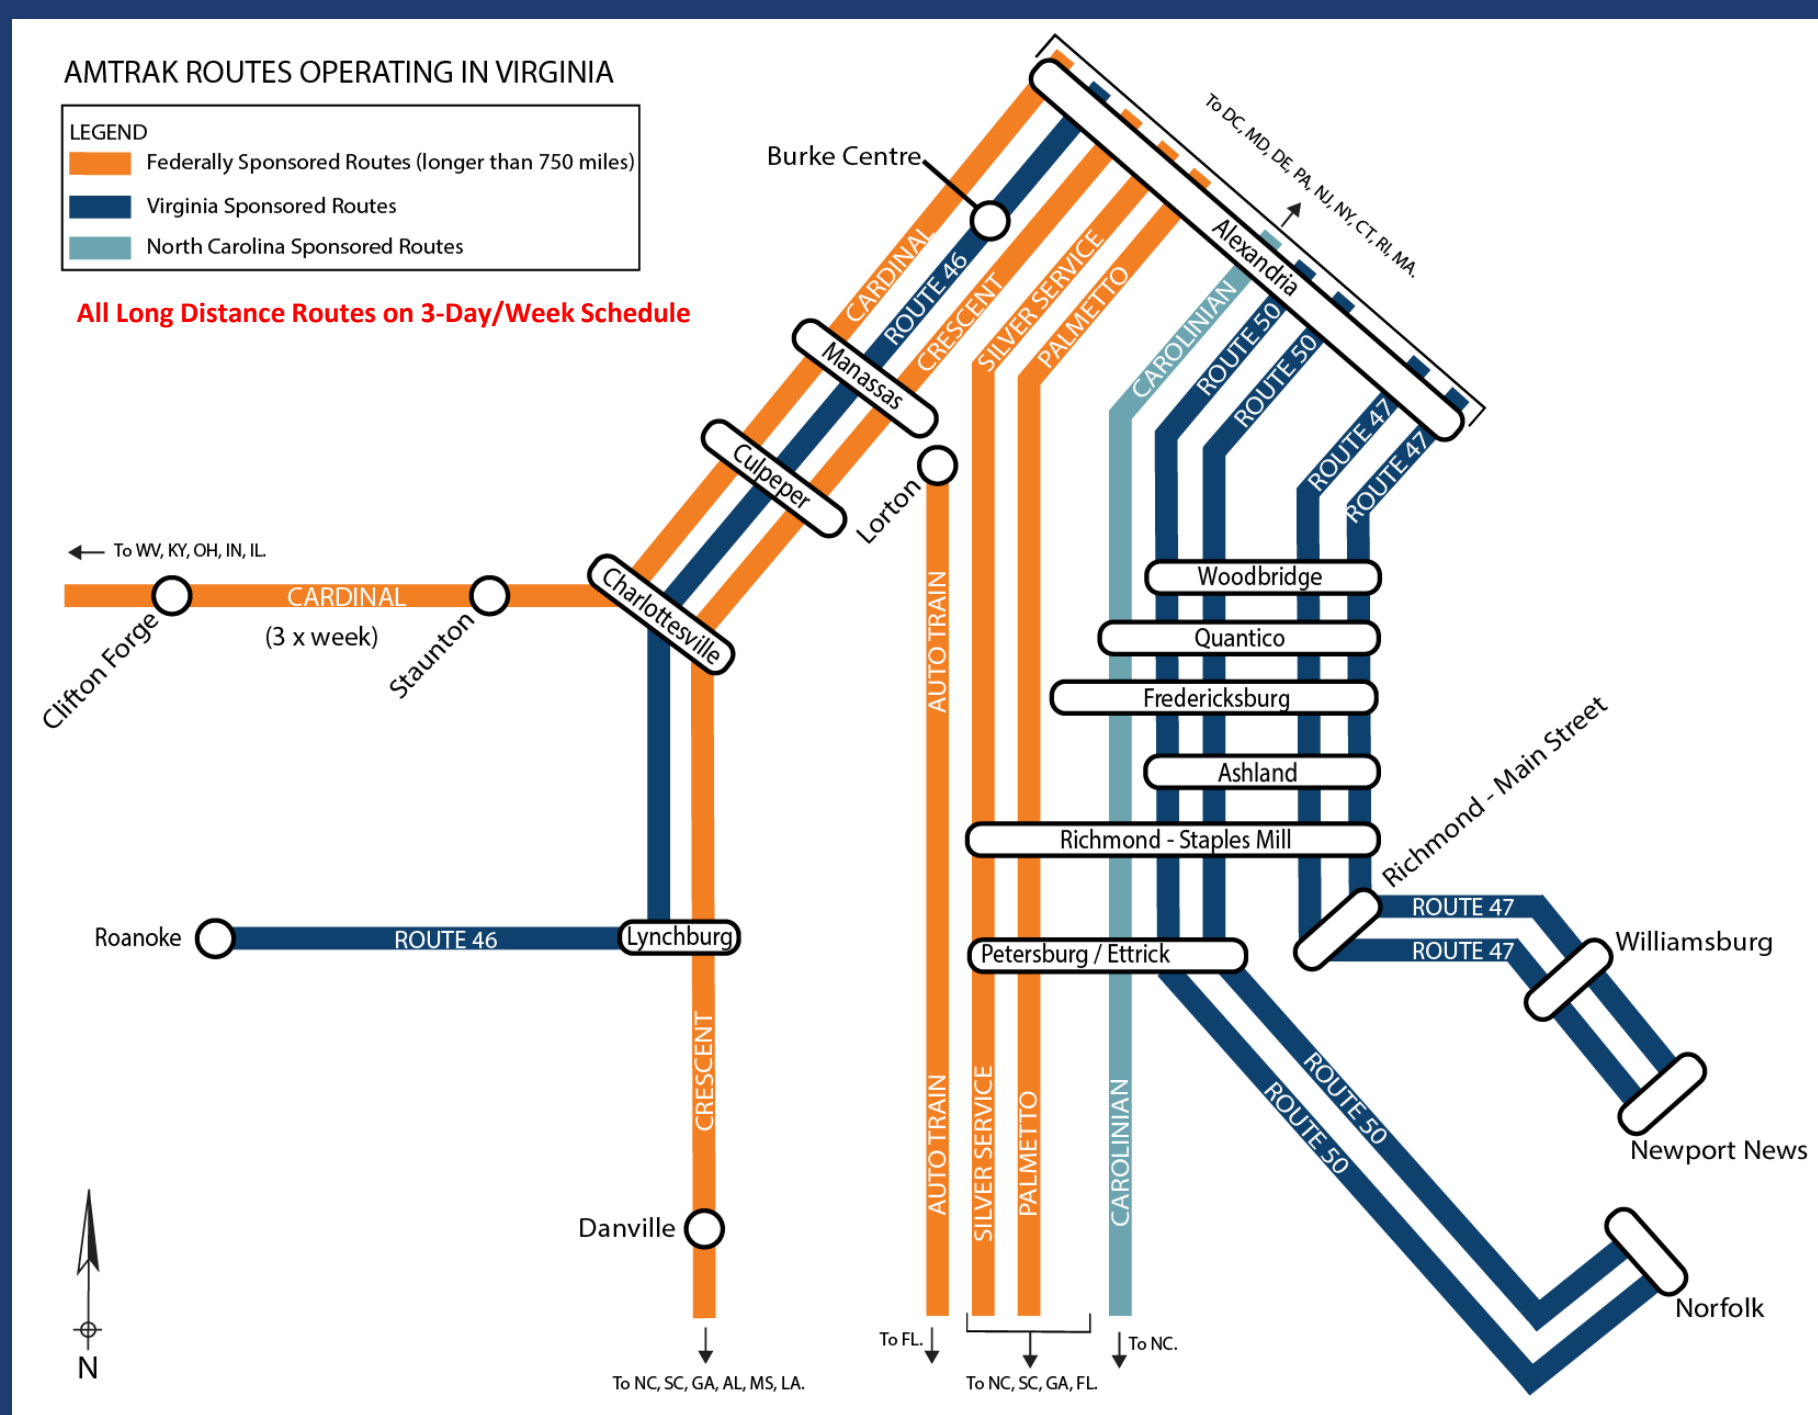 AMTRAK ROUTES OPERATING IN VIRGINIA
LEGEND
Federally Sponsored Routes (longer than 750 miles)
Virginia Sponsored Routes
North Carolina Sponsored Routes
All Long Distance Routes on 3-Day/Week Schedule
To DC, MD, DE, PA, NJ, NY, CT, RI, MA.
Alexandria
Burke Centre
CARDINAL
ROUTE 46
CRESCENT
SILVER SERVICE
PALMETTO
CAROLINIAN
ROUTE 50
ROUTE 50
ROUTE 47
ROUTE 47
Manassas
Culpeper
Lorton
Charlottesville
To WV, KY, OH, IN, IL.
CARDINAL
(3 x week)
Clifton Forge
Staunton
AUTO TRAIN
Woodbridge
Quantico
Fredericksburg
Ashland
Richmond - Staples Mill
Richmond - Main Street
Roanoke
ROUTE 46
Lynchburg
Petersburg / Ettrick
ROUTE 47
ROUTE 47
Williamsburg
Newport News
CRESCENT
AUTO TRAIN
SILVER SERVICE
PALMETTO
CAROLINIAN
ROUTE 50
ROUTE 50
Danville
Norfolk
N
To NC, SC, GA, AL, MS, LA.
To FL.
To NC, SC, GA, FL.
To NC.